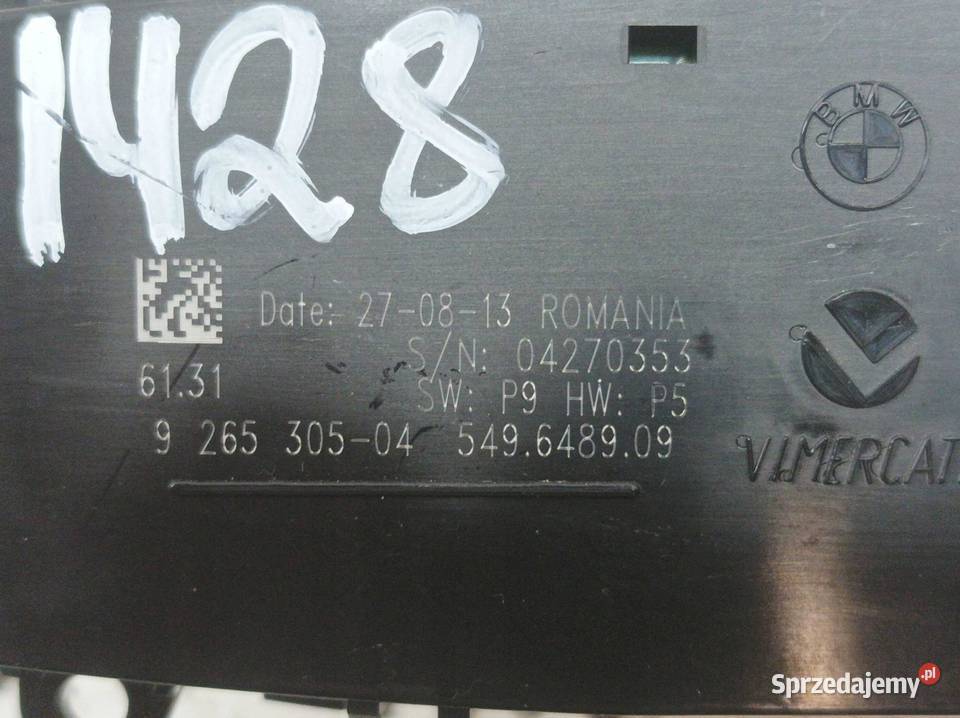 1428
BMW
Date: 27-08-13 ROMANIA
S/N: 04270353
61.31
SW: P9 HW: P5
9 265 305-04 549.6489.09
VIMERCAT
Sprzedajemy.pl